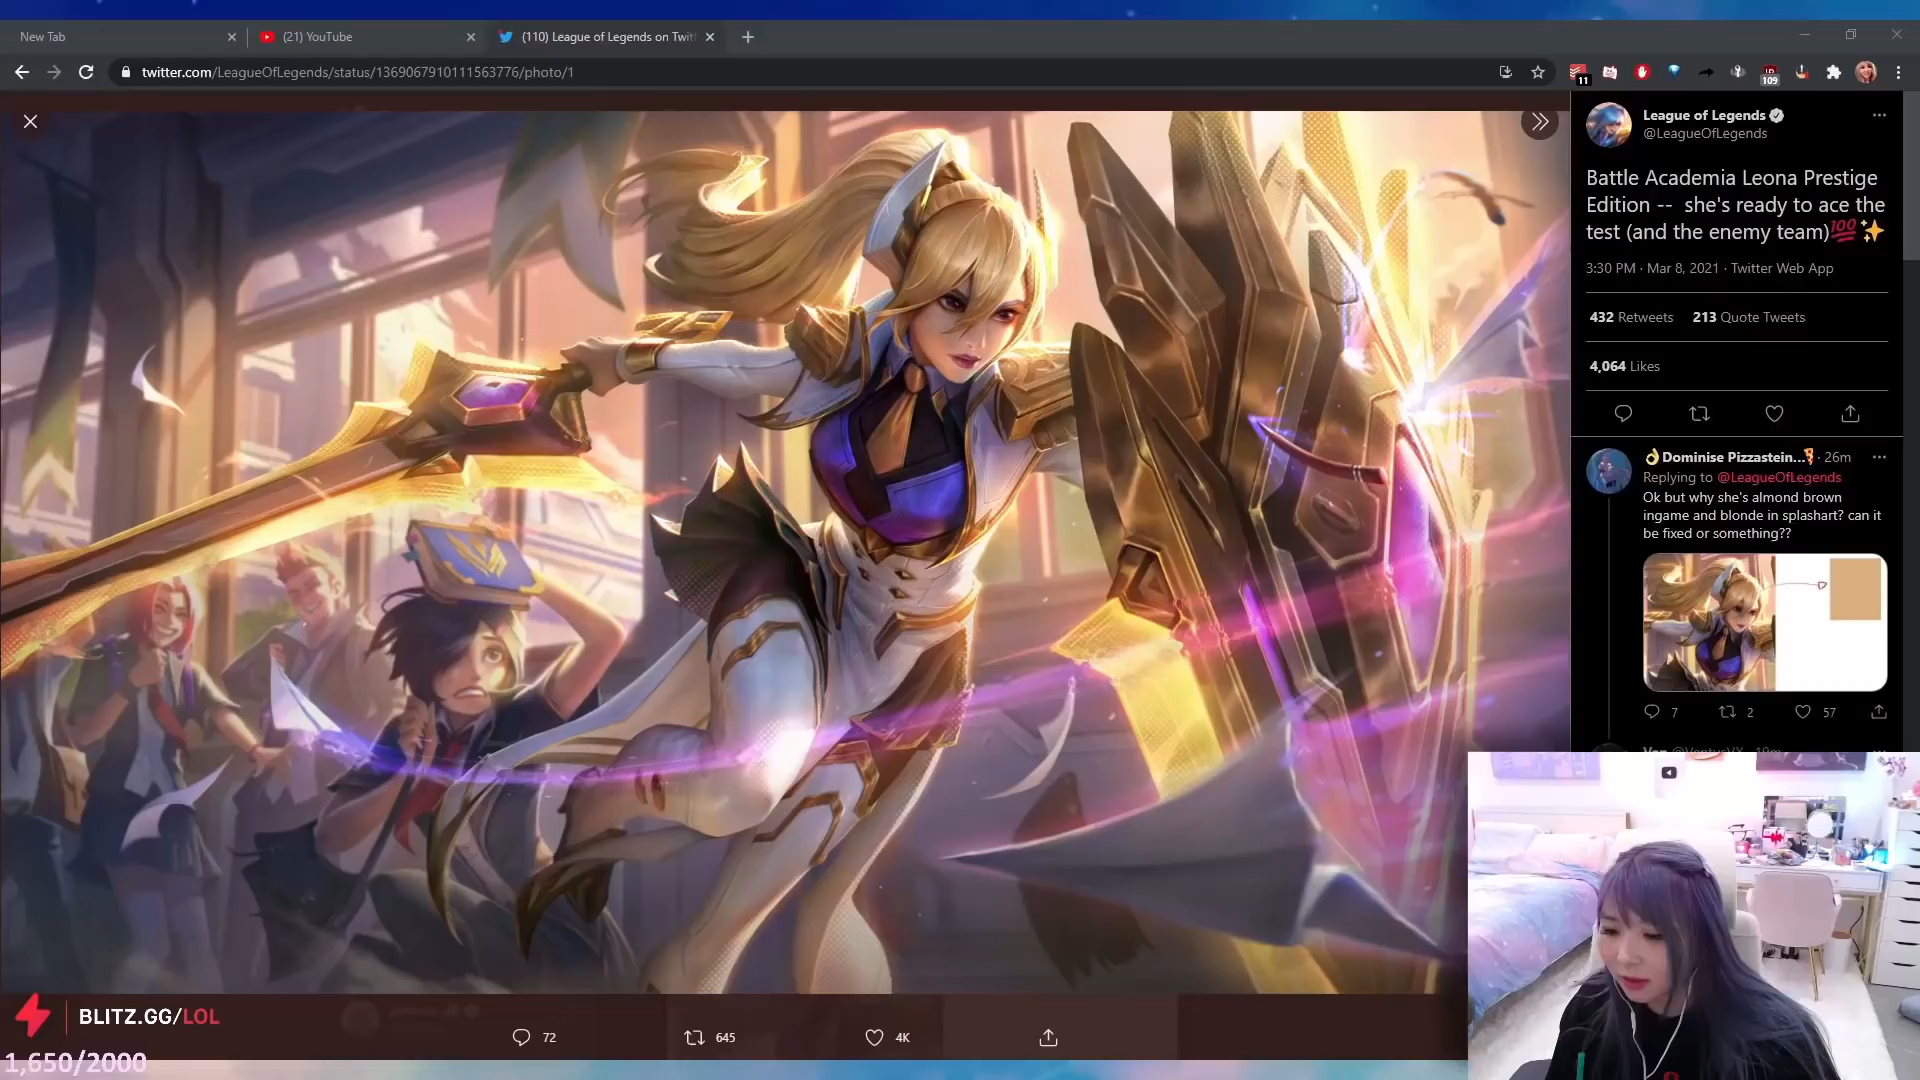 New Tab
(21) YouTube
(110) League of Legends on Twit
twitter.com/LeagueOfLegends/status/1369067910111563776/photo/1
11
109
League of Legends
@LeagueOfLegends
Battle Academia Leona Prestige
Edition -- she's ready to ace the
test (and the enemy team)💯✨
3:30 PM · Mar 8, 2021 · Twitter Web App
432 Retweets 213 Quote Tweets
4,064 Likes
👌Dominise Pizzastein...🍕 · 26m
Replying to @LeagueOfLegends
Ok but why she's almond brown
ingame and blonde in splashart? can it
be fixed or something??
7 2 57
BLITZ.GG/LOL
72 645 4K
1,650/2000